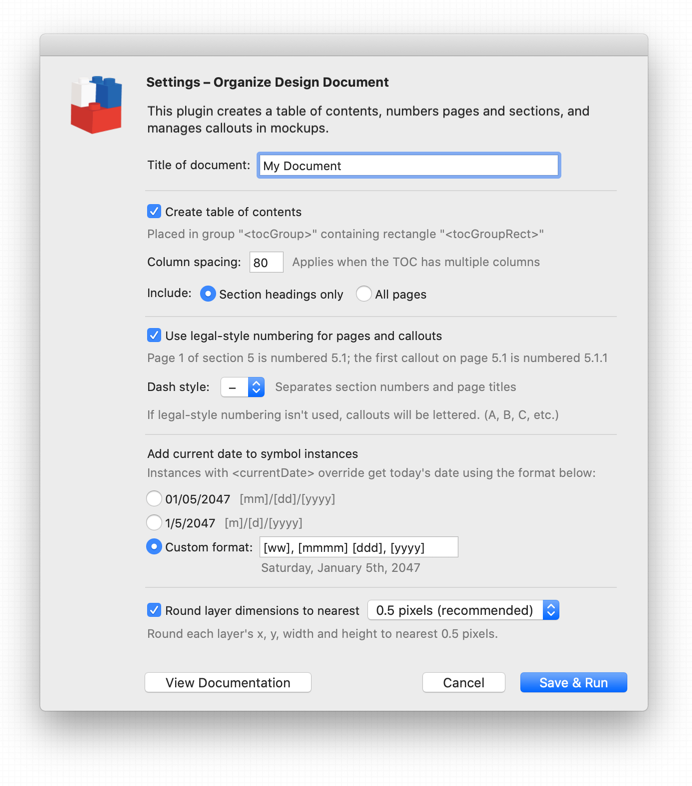 Settings – Organize Design Document
This plugin creates a table of contents, numbers pages and sections, and
manages callouts in mockups.
Title of document: My Document
Create table of contents
Placed in group "<tocGroup>" containing rectangle "<tocGroupRect>"
Column spacing: 80 Applies when the TOC has multiple columns
Include: Section headings only All pages
Use legal-style numbering for pages and callouts
Page 1 of section 5 is numbered 5.1; the first callout on page 5.1 is numbered 5.1.1
Dash style: – Separates section numbers and page titles
If legal-style numbering isn't used, callouts will be lettered. (A, B, C, etc.)
Add current date to symbol instances
Instances with <currentDate> override get today's date using the format below:
01/05/2047 [mm]/[dd]/[yyyy]
1/5/2047 [m]/[d]/[yyyy]
Custom format: [ww], [mmmm] [ddd], [yyyy]
Saturday, January 5th, 2047
Round layer dimensions to nearest 0.5 pixels (recommended)
Round each layer's x, y, width and height to nearest 0.5 pixels.
View Documentation Cancel Save & Run